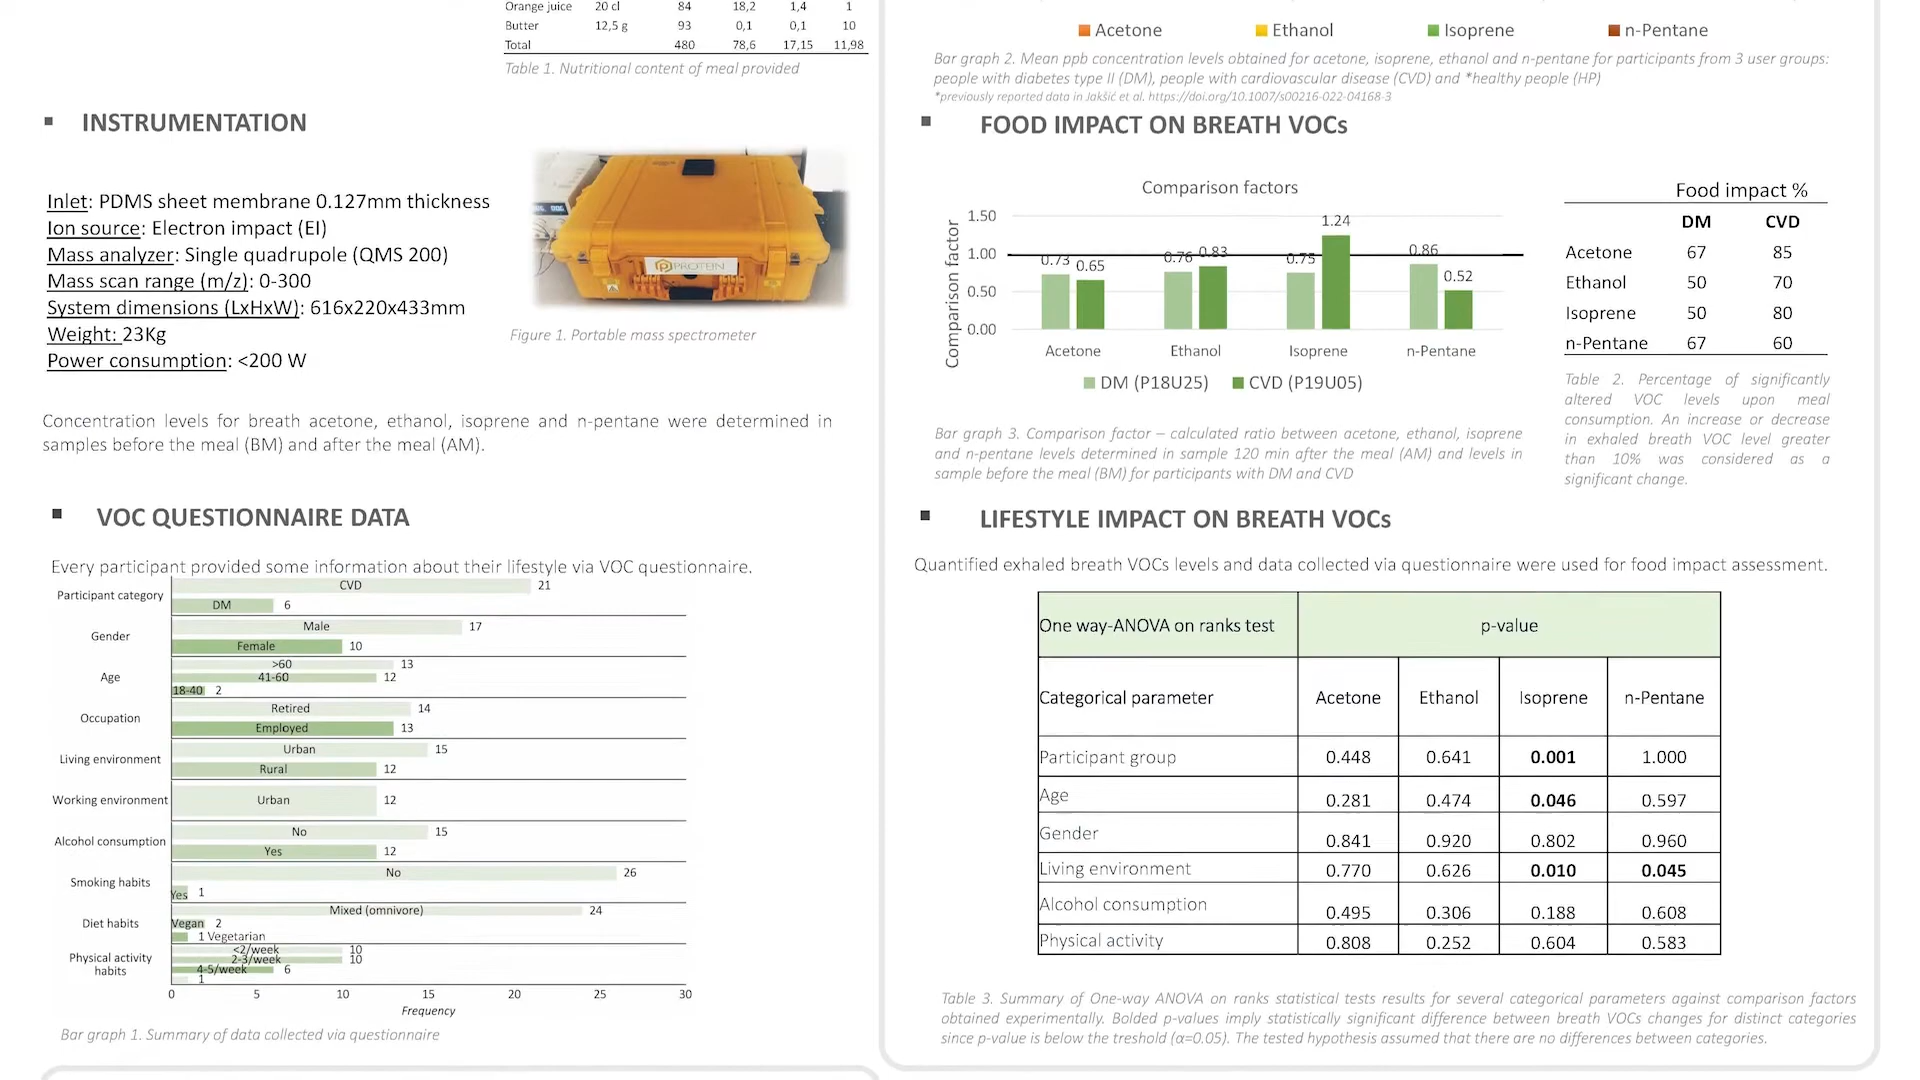 Orange juice 20 cl 84 18,2 1,4 1
Butter 12,5 g 93 0,1 0,1 10
Total 480 78,6 17,15 11,98
Table 1. Nutritional content of meal provided
▪ INSTRUMENTATION
Inlet: PDMS sheet membrane 0.127mm thickness
Ion source: Electron impact (EI)
Mass analyzer: Single quadrupole (QMS 200)
Mass scan range (m/z): 0-300
System dimensions (LxHxW): 616x220x433mm
Weight: 23Kg
Power consumption: <200 W
PROTEIN
Figure 1. Portable mass spectrometer
Concentration levels for breath acetone, ethanol, isoprene and n-pentane were determined in
samples before the meal (BM) and after the meal (AM).
▪ VOC QUESTIONNAIRE DATA
Every participant provided some information about their lifestyle via VOC questionnaire.
Participant category
CVD 21
DM 6
Gender
Male 17
Female 10
Age
>60 13
41-60 12
18-40 2
Occupation
Retired 14
Employed 13
Living environment
Urban 15
Rural 12
Working environment
Urban 12
Alcohol consumption
No 15
Yes 12
Smoking habits
No 26
Yes 1
Diet habits
Mixed (omnivore) 24
Vegan 2
1 Vegetarian
Physical activity
habits
<2/week 10
2-3/week 10
4-5/week 6
1
0 5 10 15 20 25 30
Frequency
Bar graph 1. Summary of data collected via questionnaire
Acetone Ethanol Isoprene n-Pentane
Bar graph 2. Mean ppb concentration levels obtained for acetone, isoprene, ethanol and n-pentane for participants from 3 user groups:
people with diabetes type II (DM), people with cardiovascular disease (CVD) and *healthy people (HP)
*previously reported data in Jakšić et al. https://doi.org/10.1007/s00216-022-04168-3
▪ FOOD IMPACT ON BREATH VOCs
Comparison factors
Comparison factor
1.50
1.00
0.50
0.00
0.73 0.65 0.76 0.83 0.75 1.24 0.86 0.52
Acetone Ethanol Isoprene n-Pentane
DM (P18U25) CVD (P19U05)
Bar graph 3. Comparison factor – calculated ratio between acetone, ethanol, isoprene
and n-pentane levels determined in sample 120 min after the meal (AM) and levels in
sample before the meal (BM) for participants with DM and CVD
Food impact %
DM CVD
Acetone 67 85
Ethanol 50 70
Isoprene 50 80
n-Pentane 67 60
Table 2. Percentage of significantly
altered VOC levels upon meal
consumption. An increase or decrease
in exhaled breath VOC level greater
than 10% was considered as a
significant change.
▪ LIFESTYLE IMPACT ON BREATH VOCs
Quantified exhaled breath VOCs levels and data collected via questionnaire were used for food impact assessment.
One way-ANOVA on ranks test p-value
Categorical parameter Acetone Ethanol Isoprene n-Pentane
Participant group 0.448 0.641 0.001 1.000
Age 0.281 0.474 0.046 0.597
Gender 0.841 0.920 0.802 0.960
Living environment 0.770 0.626 0.010 0.045
Alcohol consumption 0.495 0.306 0.188 0.608
Physical activity 0.808 0.252 0.604 0.583
Table 3. Summary of One-way ANOVA on ranks statistical tests results for several categorical parameters against comparison factors
obtained experimentally. Bolded p-values imply statistically significant difference between breath VOCs changes for distinct categories
since p-value is below the treshold (α=0.05). The tested hypothesis assumed that there are no differences between categories.